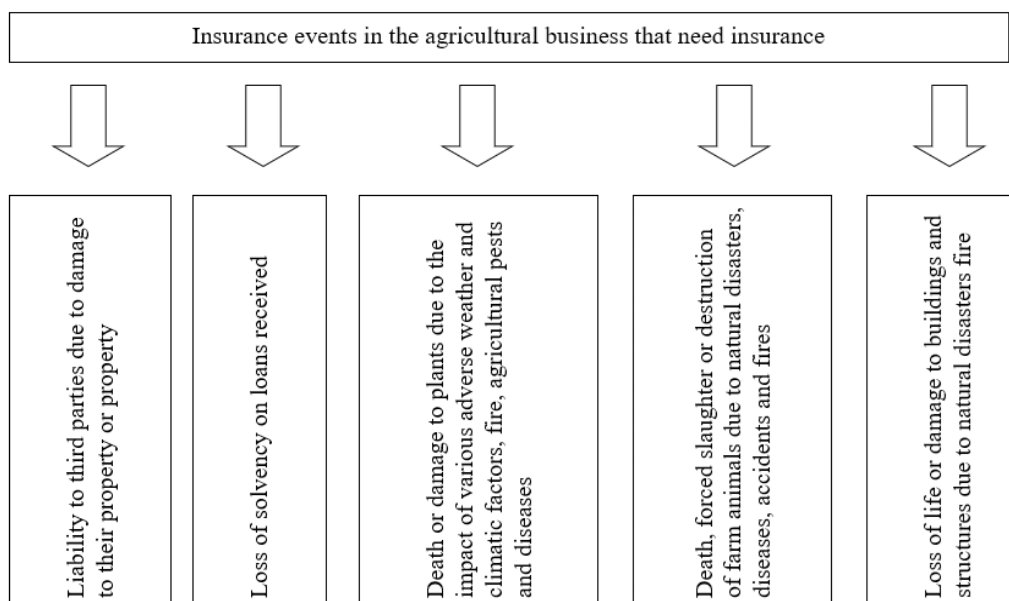 Insurance events in the agricultural business that need insurance
Liability to third parties due to damage
to their property or property
Loss of solvency on loans received
Death or damage to plants due to the
impact of various adverse weather and
climatic factors, fire, agricultural pests
and diseases
Death, forced slaughter or destruction
of farm animals due to natural disasters,
diseases, accidents and fires
Loss of life or damage to buildings and
structures due to natural disasters fire